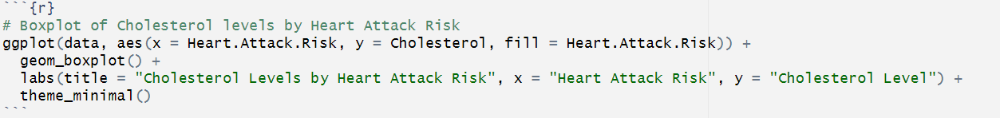 ```{r}
# Boxplot of Cholesterol levels by Heart Attack Risk
ggplot(data, aes(x = Heart.Attack.Risk, y = Cholesterol, fill = Heart.Attack.Risk)) +
  geom_boxplot() +
  labs(title = "Cholesterol Levels by Heart Attack Risk", x = "Heart Attack Risk", y = "Cholesterol Level") +
  theme_minimal()
```